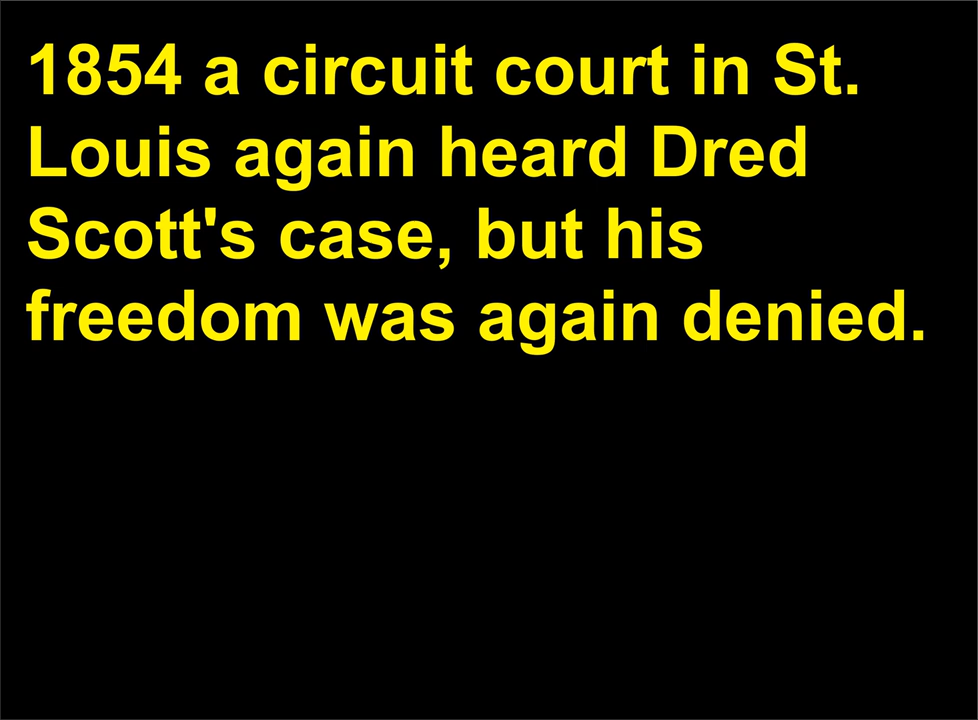 1854 a circuit court in St.
Louis again heard Dred
Scott's case, but his
freedom was again denied.